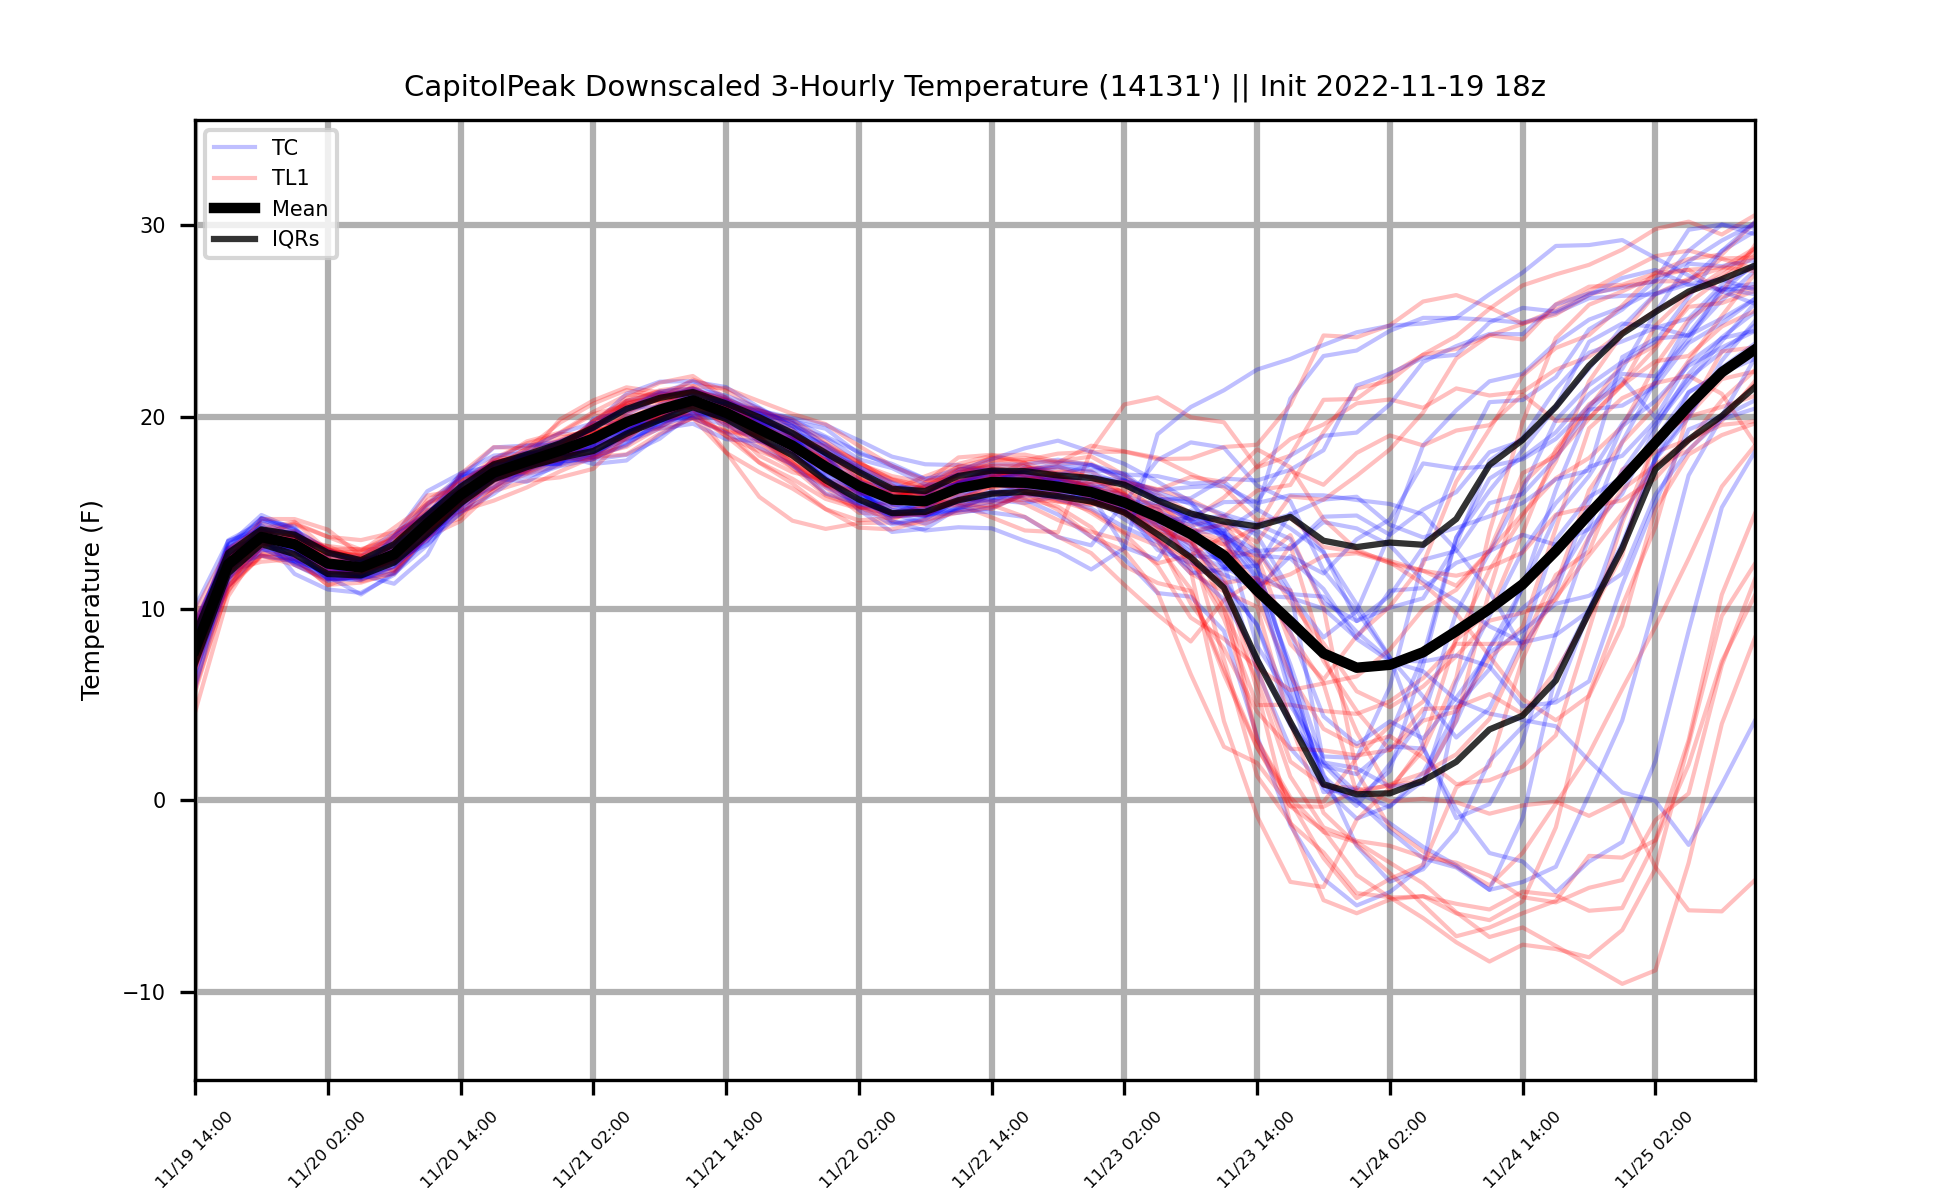 CapitolPeak Downscaled 3-Hourly Temperature (14131') || Init 2022-11-19 18z
TC
TL1
Mean
IQRs
Temperature (F)
30
20
10
0
−10
11/19 14:00
11/20 02:00
11/20 14:00
11/21 02:00
11/21 14:00
11/22 02:00
11/22 14:00
11/23 02:00
11/23 14:00
11/24 02:00
11/24 14:00
11/25 02:00